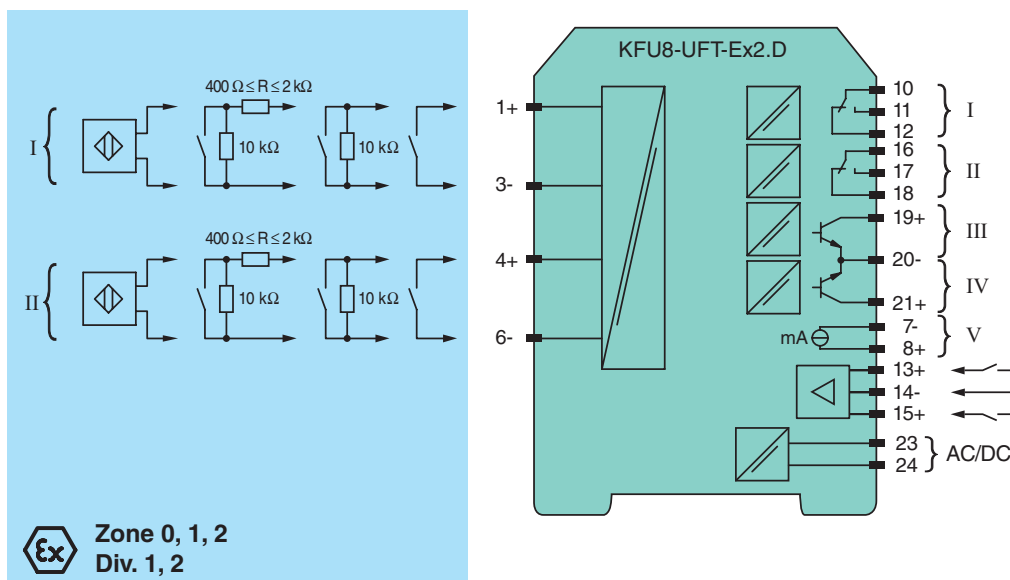 KFU8-UFT-Ex2.D
400 Ω ≤ R ≤ 2 kΩ
I
10 kΩ
10 kΩ
400 Ω ≤ R ≤ 2 kΩ
II
10 kΩ
10 kΩ
1+
3-
4+
6-
10
11
12
I
16
17
18
II
19+
III
20-
IV
21+
7-
mA
8+
V
13+
14-
15+
23
24
AC/DC
Ex
Zone 0, 1, 2
Div. 1, 2